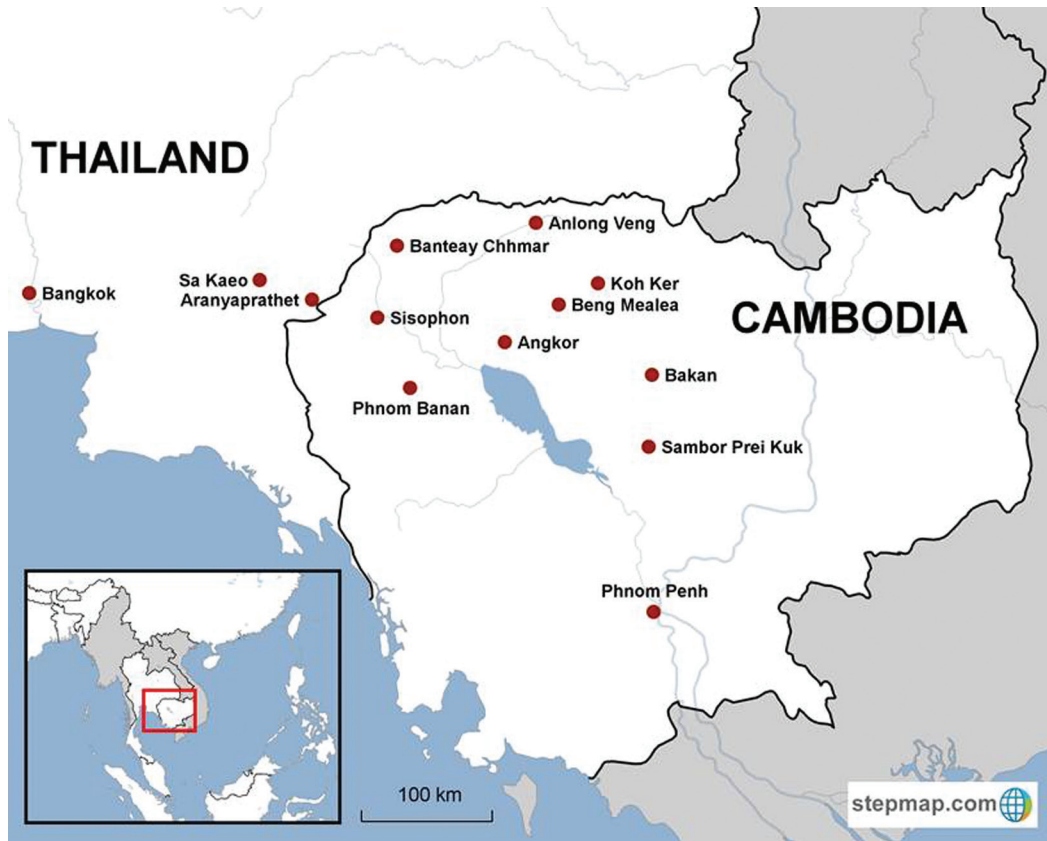 THAILAND
Anlong Veng
Banteay Chhmar
Sa Kaeo
Koh Ker
Bangkok
Aranyaprathet
Beng Mealea
Sisophon
CAMBODIA
Angkor
Bakan
Phnom Banan
Sambor Prei Kuk
Phnom Penh
100 km
stepmap.com